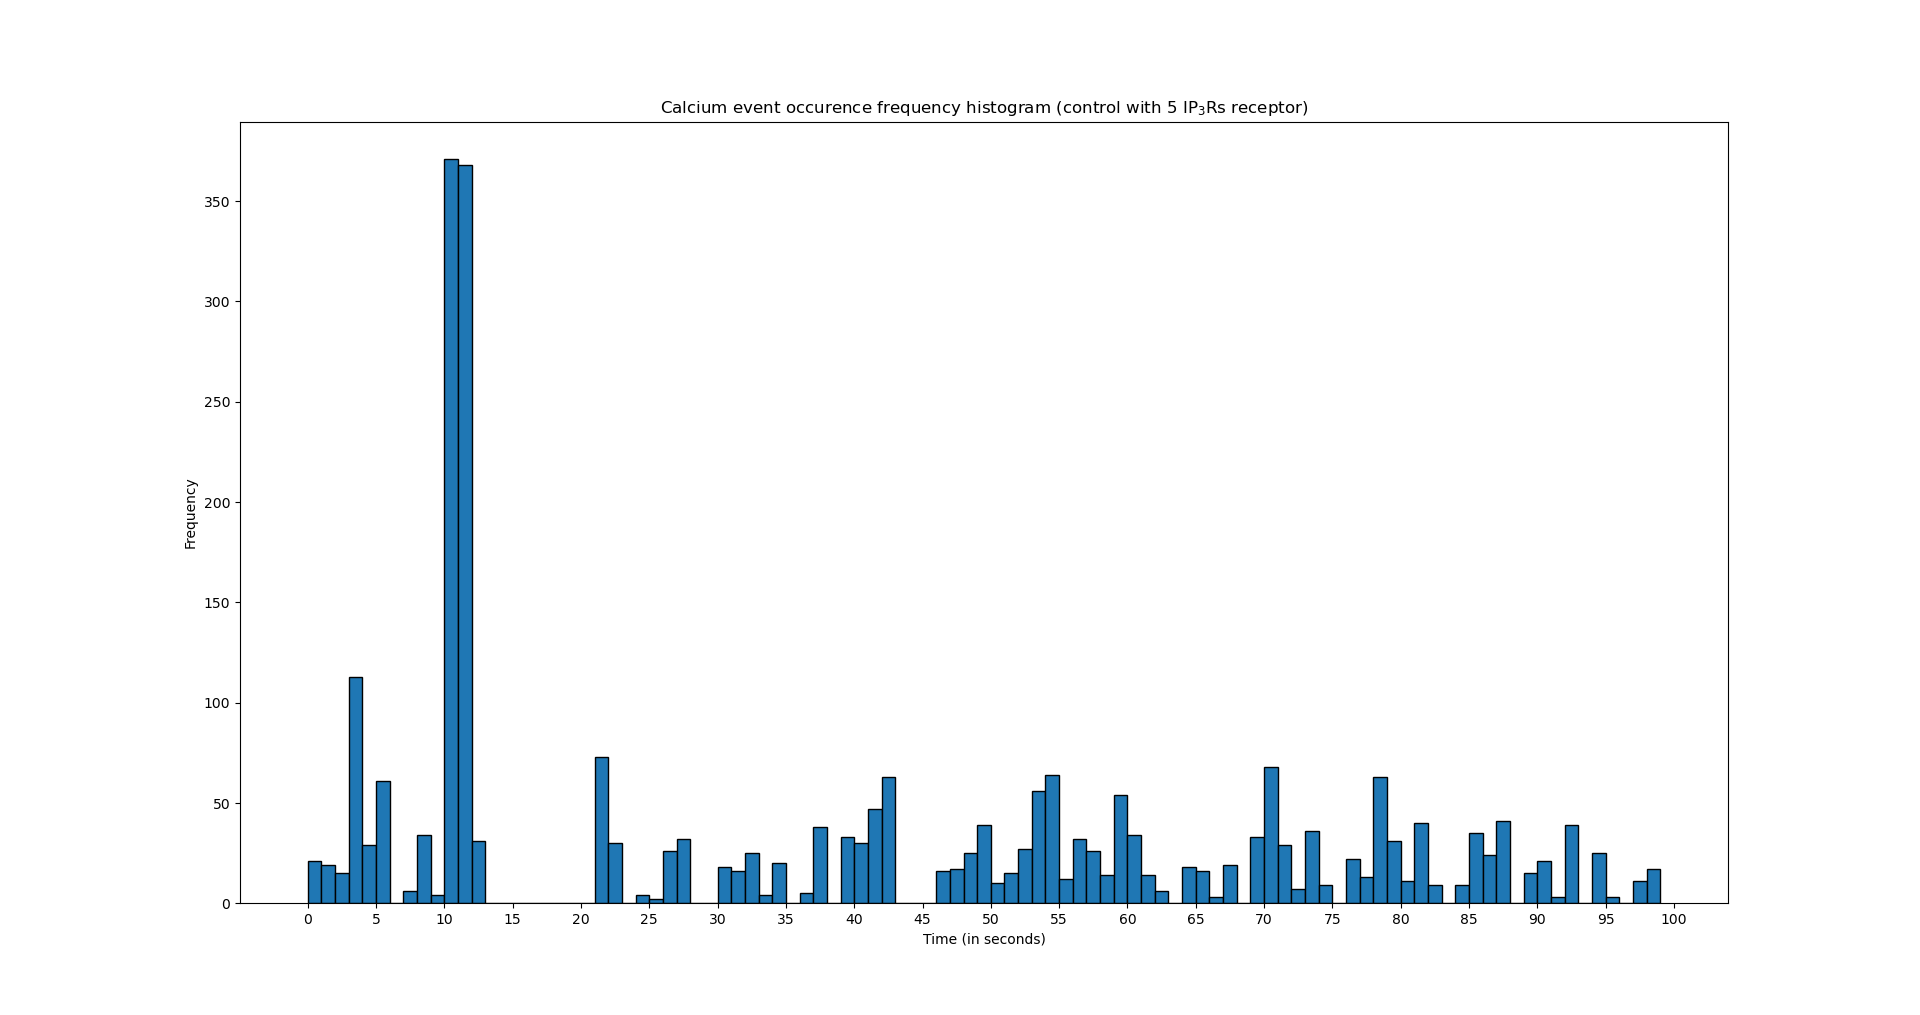 Calcium event occurence frequency histogram (control with 5 IP₃Rs receptor)
350
300
250
200
150
100
50
0
Frequency
0 5 10 15 20 25 30 35 40 45 50 55 60 65 70 75 80 85 90 95 100
Time (in seconds)